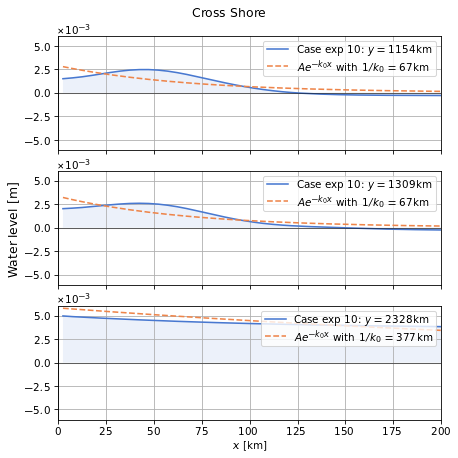 Cross Shore
×10⁻³
5.0
2.5
0.0
−2.5
−5.0
Case exp 10: y = 1154km
Ae^{−k₀x} with 1/k₀ = 67km
×10⁻³
5.0
2.5
0.0
−2.5
−5.0
Case exp 10: y = 1309km
Ae^{−k₀x} with 1/k₀ = 67km
Water level [m]
×10⁻³
5.0
2.5
0.0
−2.5
−5.0
Case exp 10: y = 2328km
Ae^{−k₀x} with 1/k₀ = 377km
0 25 50 75 100 125 150 175 200
x [km]